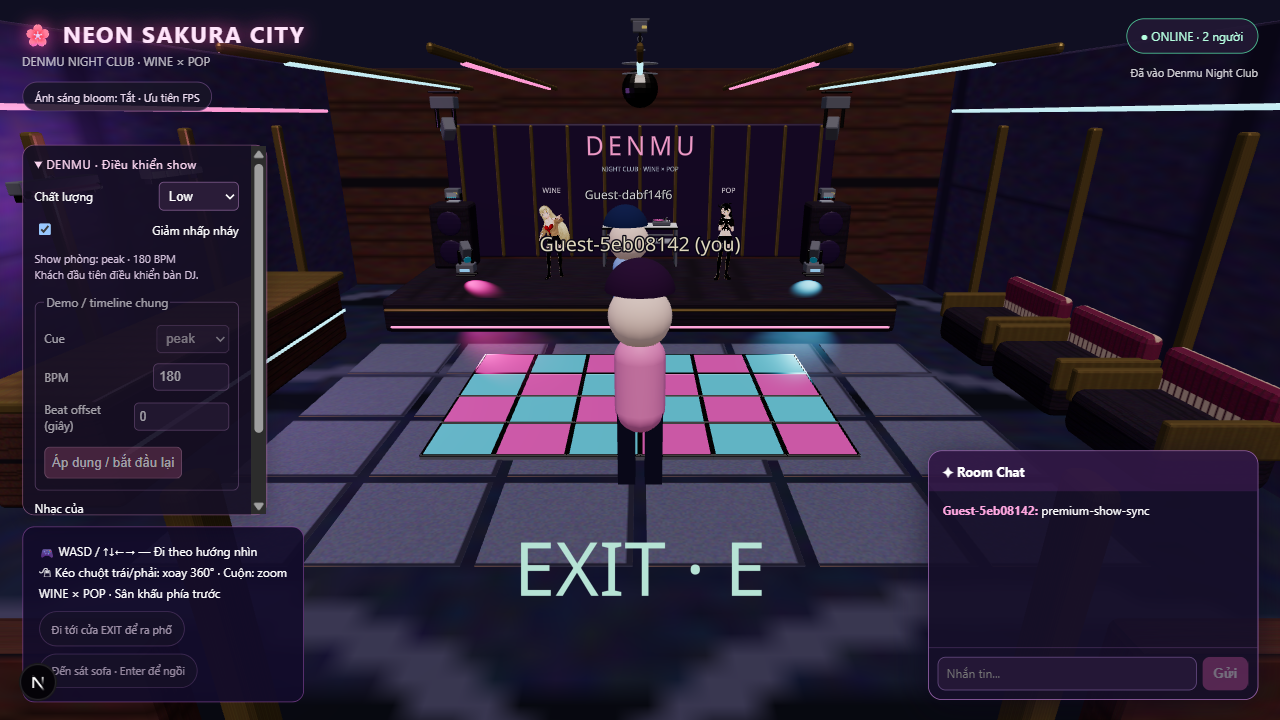 🌸 NEON SAKURA CITY
DENMU NIGHT CLUB · WINE × POP
Ánh sáng bloom: Tắt · Ưu tiên FPS
● ONLINE · 2 người
Đã vào Denmu Night Club
▼ DENMU · Điều khiển show
Chất lượng
Low
Giảm nhấp nháy
Show phòng: peak · 180 BPM
Khách đầu tiên điều khiển bàn DJ.
Demo / timeline chung
Cue
peak
BPM
180
Beat offset
(giây)
0
Áp dụng / bắt đầu lại
Nhạc của
DENMU
NIGHT CLUB · WINE × POP
WINE
POP
Guest-dabf14f6
Guest-5eb08142 (you)
EXIT · E
🎮 WASD / ↑↓←→ — Đi theo hướng nhìn
🖱 Kéo chuột trái/phải: xoay 360° · Cuộn: zoom
WINE × POP · Sân khấu phía trước
Đi tới cửa EXIT để ra phố
Đến sát sofa · Enter để ngồi
N
✦ Room Chat
Guest-5eb08142: premium-show-sync
Nhắn tin...
Gửi